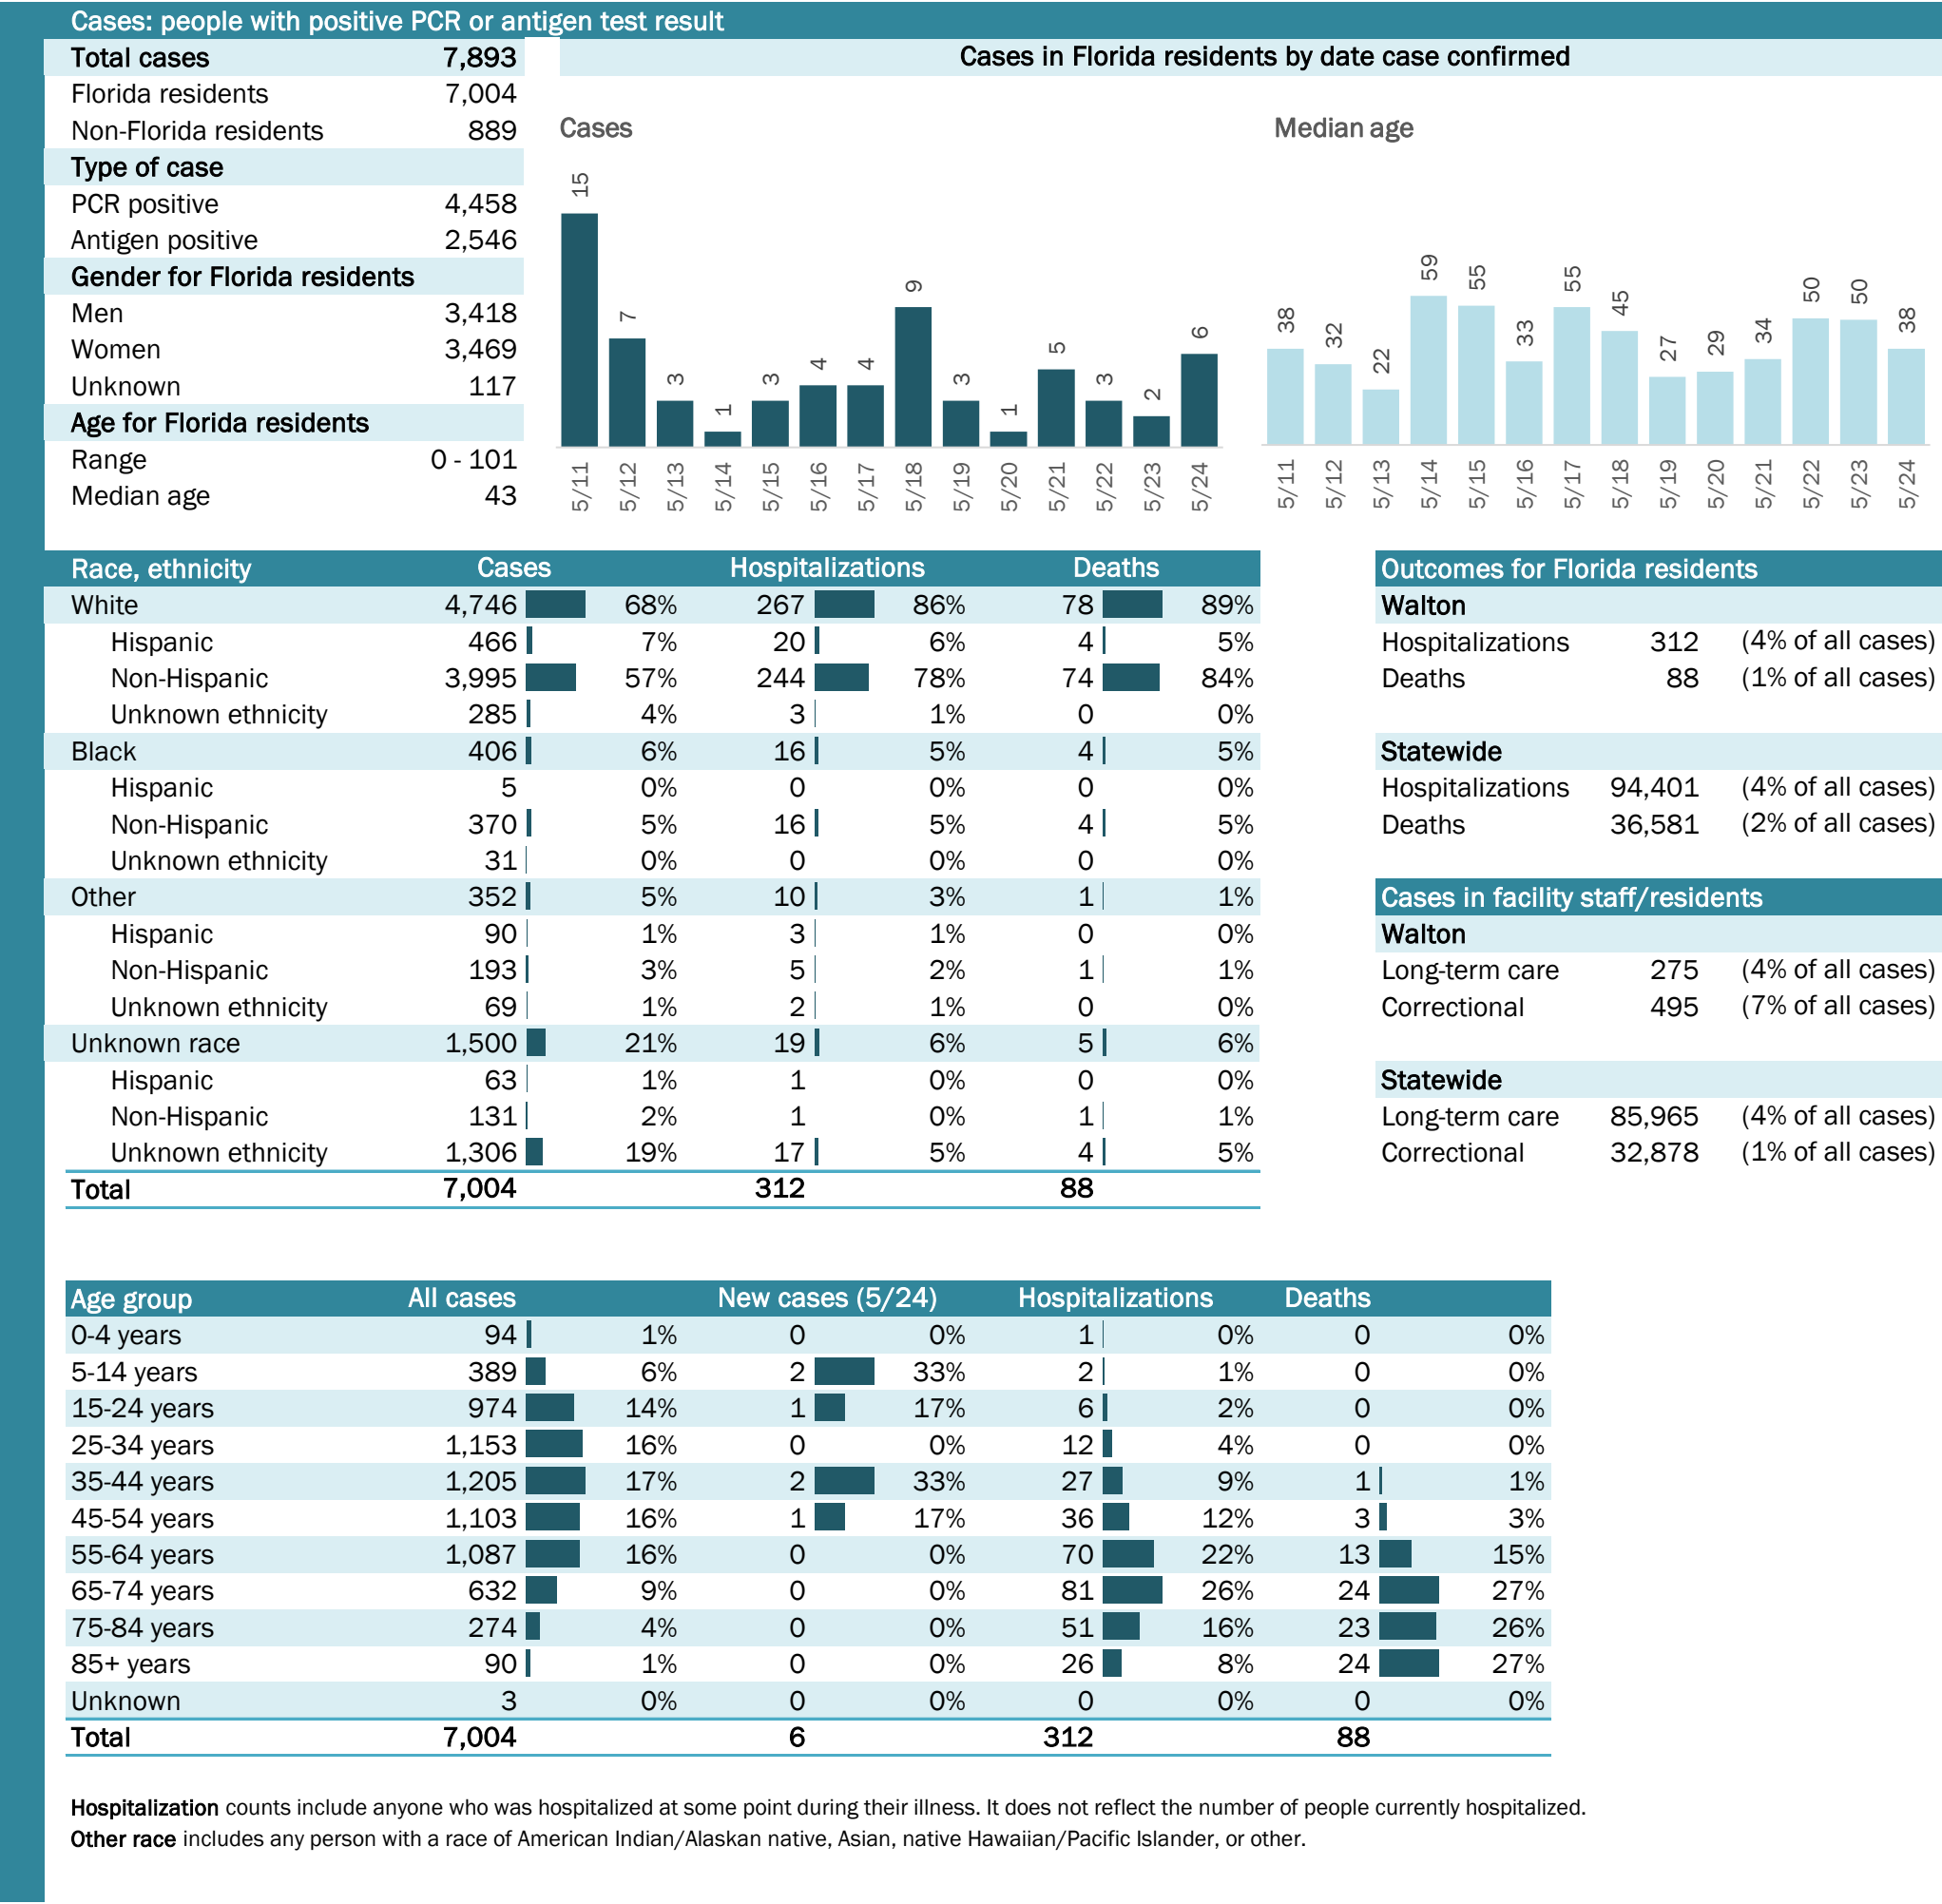 Cases: people with positive PCR or antigen test result
Total cases 7,893
Florida residents 7,004
Non-Florida residents 889
Type of case
PCR positive 4,458
Antigen positive 2,546
Gender for Florida residents
Men 3,418
Women 3,469
Unknown 117
Age for Florida residents
Range 0 - 101
Median age 43
Cases in Florida residents by date case confirmed
Cases
15 7 3 1 3 4 4 9 3 1 5 3 2 6
5/11 5/12 5/13 5/14 5/15 5/16 5/17 5/18 5/19 5/20 5/21 5/22 5/23 5/24
Median age
38 32 22 59 55 33 55 45 27 29 34 50 50 38
5/11 5/12 5/13 5/14 5/15 5/16 5/17 5/18 5/19 5/20 5/21 5/22 5/23 5/24
Race, ethnicity Cases Hospitalizations Deaths
White 4,746 68% 267 86% 78 89%
Hispanic 466 7% 20 6% 4 5%
Non-Hispanic 3,995 57% 244 78% 74 84%
Unknown ethnicity 285 4% 3 1% 0 0%
Black 406 6% 16 5% 4 5%
Hispanic 5 0% 0 0% 0 0%
Non-Hispanic 370 5% 16 5% 4 5%
Unknown ethnicity 31 0% 0 0% 0 0%
Other 352 5% 10 3% 1 1%
Hispanic 90 1% 3 1% 0 0%
Non-Hispanic 193 3% 5 2% 1 1%
Unknown ethnicity 69 1% 2 1% 0 0%
Unknown race 1,500 21% 19 6% 5 6%
Hispanic 63 1% 1 0% 0 0%
Non-Hispanic 131 2% 1 0% 1 1%
Unknown ethnicity 1,306 19% 17 5% 4 5%
Total 7,004 312 88
Outcomes for Florida residents
Walton
Hospitalizations 312 (4% of all cases)
Deaths 88 (1% of all cases)
Statewide
Hospitalizations 94,401 (4% of all cases)
Deaths 36,581 (2% of all cases)
Cases in facility staff/residents
Walton
Long-term care 275 (4% of all cases)
Correctional 495 (7% of all cases)
Statewide
Long-term care 85,965 (4% of all cases)
Correctional 32,878 (1% of all cases)
Age group All cases New cases (5/24) Hospitalizations Deaths
0-4 years 94 1% 0 0% 1 0% 0 0%
5-14 years 389 6% 2 33% 2 1% 0 0%
15-24 years 974 14% 1 17% 6 2% 0 0%
25-34 years 1,153 16% 0 0% 12 4% 0 0%
35-44 years 1,205 17% 2 33% 27 9% 1 1%
45-54 years 1,103 16% 1 17% 36 12% 3 3%
55-64 years 1,087 16% 0 0% 70 22% 13 15%
65-74 years 632 9% 0 0% 81 26% 24 27%
75-84 years 274 4% 0 0% 51 16% 23 26%
85+ years 90 1% 0 0% 26 8% 24 27%
Unknown 3 0% 0 0% 0 0% 0 0%
Total 7,004 6 312 88
Hospitalization counts include anyone who was hospitalized at some point during their illness. It does not reflect the number of people currently hospitalized.
Other race includes any person with a race of American Indian/Alaskan native, Asian, native Hawaiian/Pacific Islander, or other.